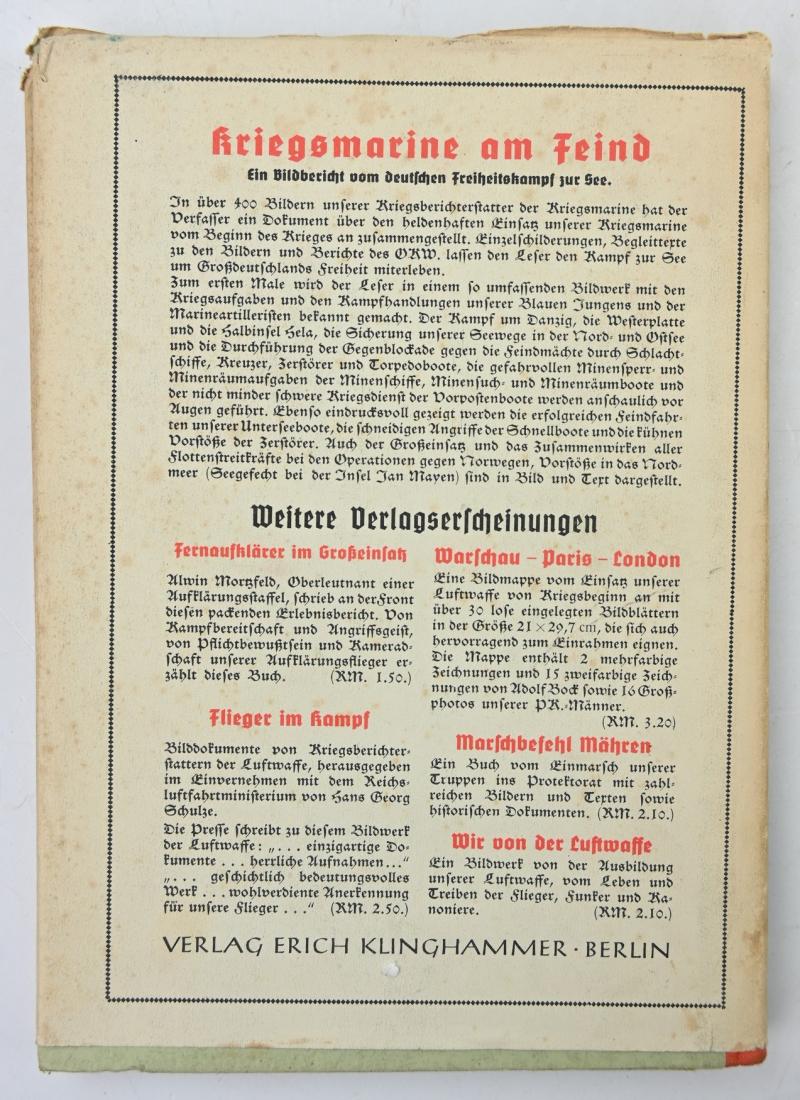 Kriegsmarine am Feind
Ein Bildbericht vom deutschen Freiheitskampf zur See.
In über 400 Bildern unserer Kriegsberichterstatter der Kriegsmarine hat der
Verfasser ein Dokument über den heldenhaften Einsatz unserer Kriegsmarine
vom Beginn des Krieges an zusammengestellt. Einzelschilderungen, Begleittexte
zu den Bildern und Berichte des OKW. lassen den Leser den Kampf zur See
um Großdeutschlands Freiheit miterleben.
Zum ersten Male wird der Leser in einem so umfassenden Bildwerk mit den
Kriegsaufgaben und den Kampfhandlungen unserer Blauen Jungens und der
Marineartilleristen bekannt gemacht. Der Kampf um Danzig, die Westerplatte
und die Halbinsel Hela, die Sicherung unserer Seewege in der Nord- und Ostsee
und die Durchführung der Gegenblockade gegen die Feindmächte durch Schlacht-
schiffe, Kreuzer, Zerstörer und Torpedoboote, die gefahrvollen Minensperr- und
Minenräumaufgaben der Minenschiffe, Minensuch- und Minenräumboote und
der nicht minder schwere Kriegsdienst der Vorpostenboote werden anschaulich vor
Augen geführt. Ebenso eindrucksvoll gezeigt werden die erfolgreichen Feindfahr-
ten unserer Unterseeboote, die schneidigen Angriffe der Schnellboote und die kühnen
Vorstöße der Zerstörer. Auch der Großeinsatz und das Zusammenwirken aller
Flottenstreitkräfte bei den Operationen gegen Norwegen, Vorstöße in das Nord-
meer (Seegefecht bei der Insel Jan Mayen) sind in Bild und Text dargestellt.
Weitere Verlagserscheinungen
Fernaufklärer im Großeinsatz
Alwin Mortzfeld, Oberleutnant einer
Aufklärungsstaffel, schrieb an der Front
diesen packenden Erlebnisbericht. Von
Kampfbereitschaft und Angriffsgeist,
von Pflichtbewußtsein und Kamerad-
schaft unserer Aufklärungsflieger er-
zählt dieses Buch. (RM. 1.50.)
Flieger im Kampf
Bilddokumente von Kriegsberichter-
stattern der Luftwaffe, herausgegeben
im Einvernehmen mit dem Reichs-
luftfahrtministerium von Hans Georg
Schulze.
Die Presse schreibt zu diesem Bildwerk
der Luftwaffe: „... einzigartige Do-
kumente ... herrliche Aufnahmen..."
„... geschichtlich bedeutungsvolles
Werk ... wohlverdiente Anerkennung
für unsere Flieger ..." (RM. 2.50.)
Warschau – Paris – London
Eine Bildmappe vom Einsatz unserer
Luftwaffe von Kriegsbeginn an mit
über 30 lose eingelegten Bildblättern
in der Größe 21 × 29,7 cm, die sich auch
hervorragend zum Einrahmen eignen.
Die Mappe enthält 2 mehrfarbige
Zeichnungen und 15 zweifarbige Zeich-
nungen von Adolf Bock sowie 16 Groß-
photos unserer PK.-Männer.
(RM. 3.20)
Marschbefehl Mähren
Ein Buch vom Einmarsch unserer
Truppen ins Protektorat mit zahl-
reichen Bildern und Texten sowie
historischen Dokumenten. (RM. 2.10.)
Wir von der Luftwaffe
Ein Bildwerk von der Ausbildung
unserer Luftwaffe, vom Leben und
Treiben der Flieger, Funker und Ka-
noniere. (RM. 2.10.)
VERLAG ERICH KLINGHAMMER · BERLIN